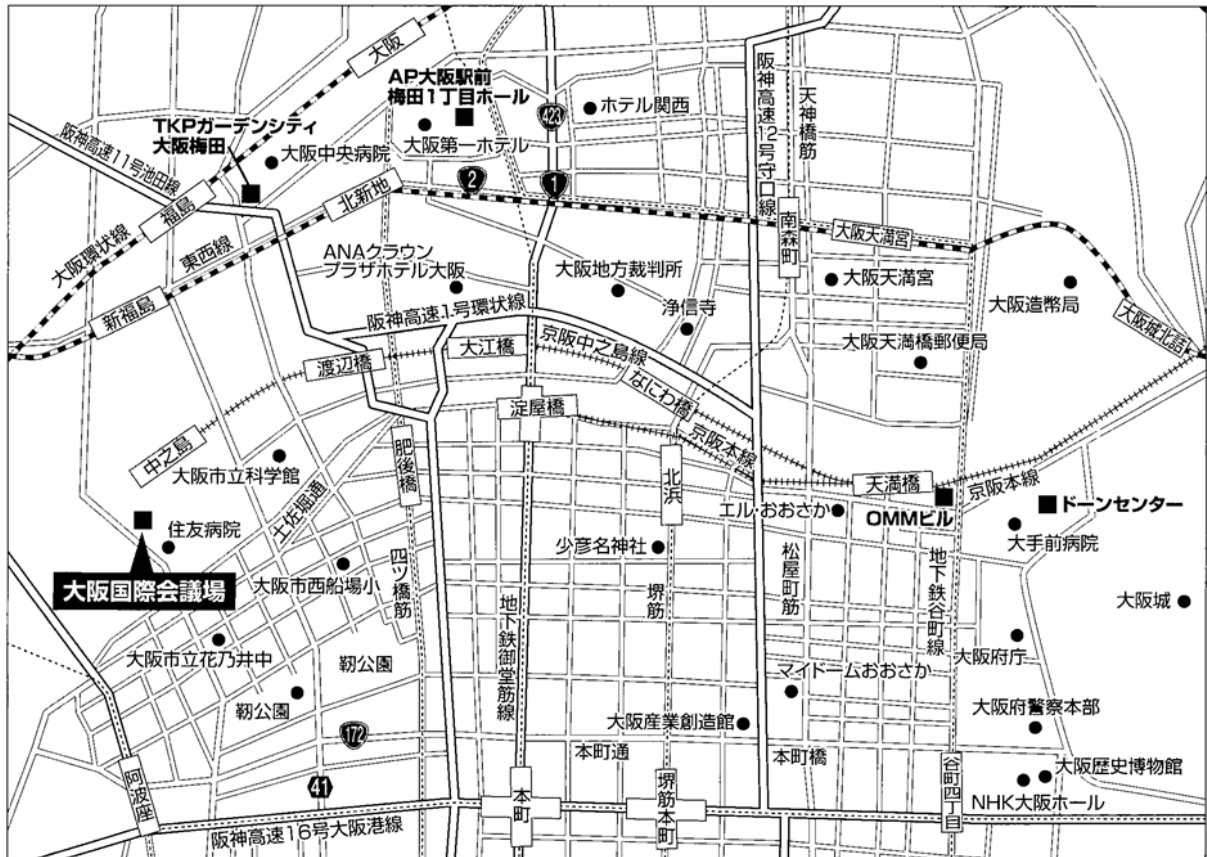 大阪
AP大阪駅前
梅田1丁目ホール
423
ホテル関西
阪神高速12号守口線
天神橋筋
TKPガーデンシティ
大阪梅田
阪神高速11号池田線
大阪中央病院
大阪第一ホテル
2
1
福島
北新地
大阪環状線
東西線
南森町
大阪天満宮
ANAクラウン
プラザホテル大阪
大阪地方裁判所
大阪天満宮
大阪造幣局
新福島
阪神高速1号環状線
浄信寺
大阪城北詰
京阪中之島線
大江橋
渡辺橋
大阪天満橋郵便局
なにわ橋
淀屋橋
京阪本線
中之島
大阪市立科学館
肥後橋
北浜
天満橋
京阪本線
土佐堀通
エル・おおさか
OMMビル
ドーンセンター
大手前病院
住友病院
少彦名神社
大阪国際会議場
大阪市西船場小
四ツ橋筋
地下鉄御堂筋線
堺筋
松屋町筋
地下鉄谷町線
大阪城
大阪市立花乃井中
靭公園
大阪府庁
マイドームおおさか
靭公園
大阪府警察本部
大阪産業創造館
172
本町通
本町橋
41
大阪歴史博物館
NHK大阪ホール
阿波座
本町
堺筋本町
谷町四丁目
阪神高速16号大阪港線